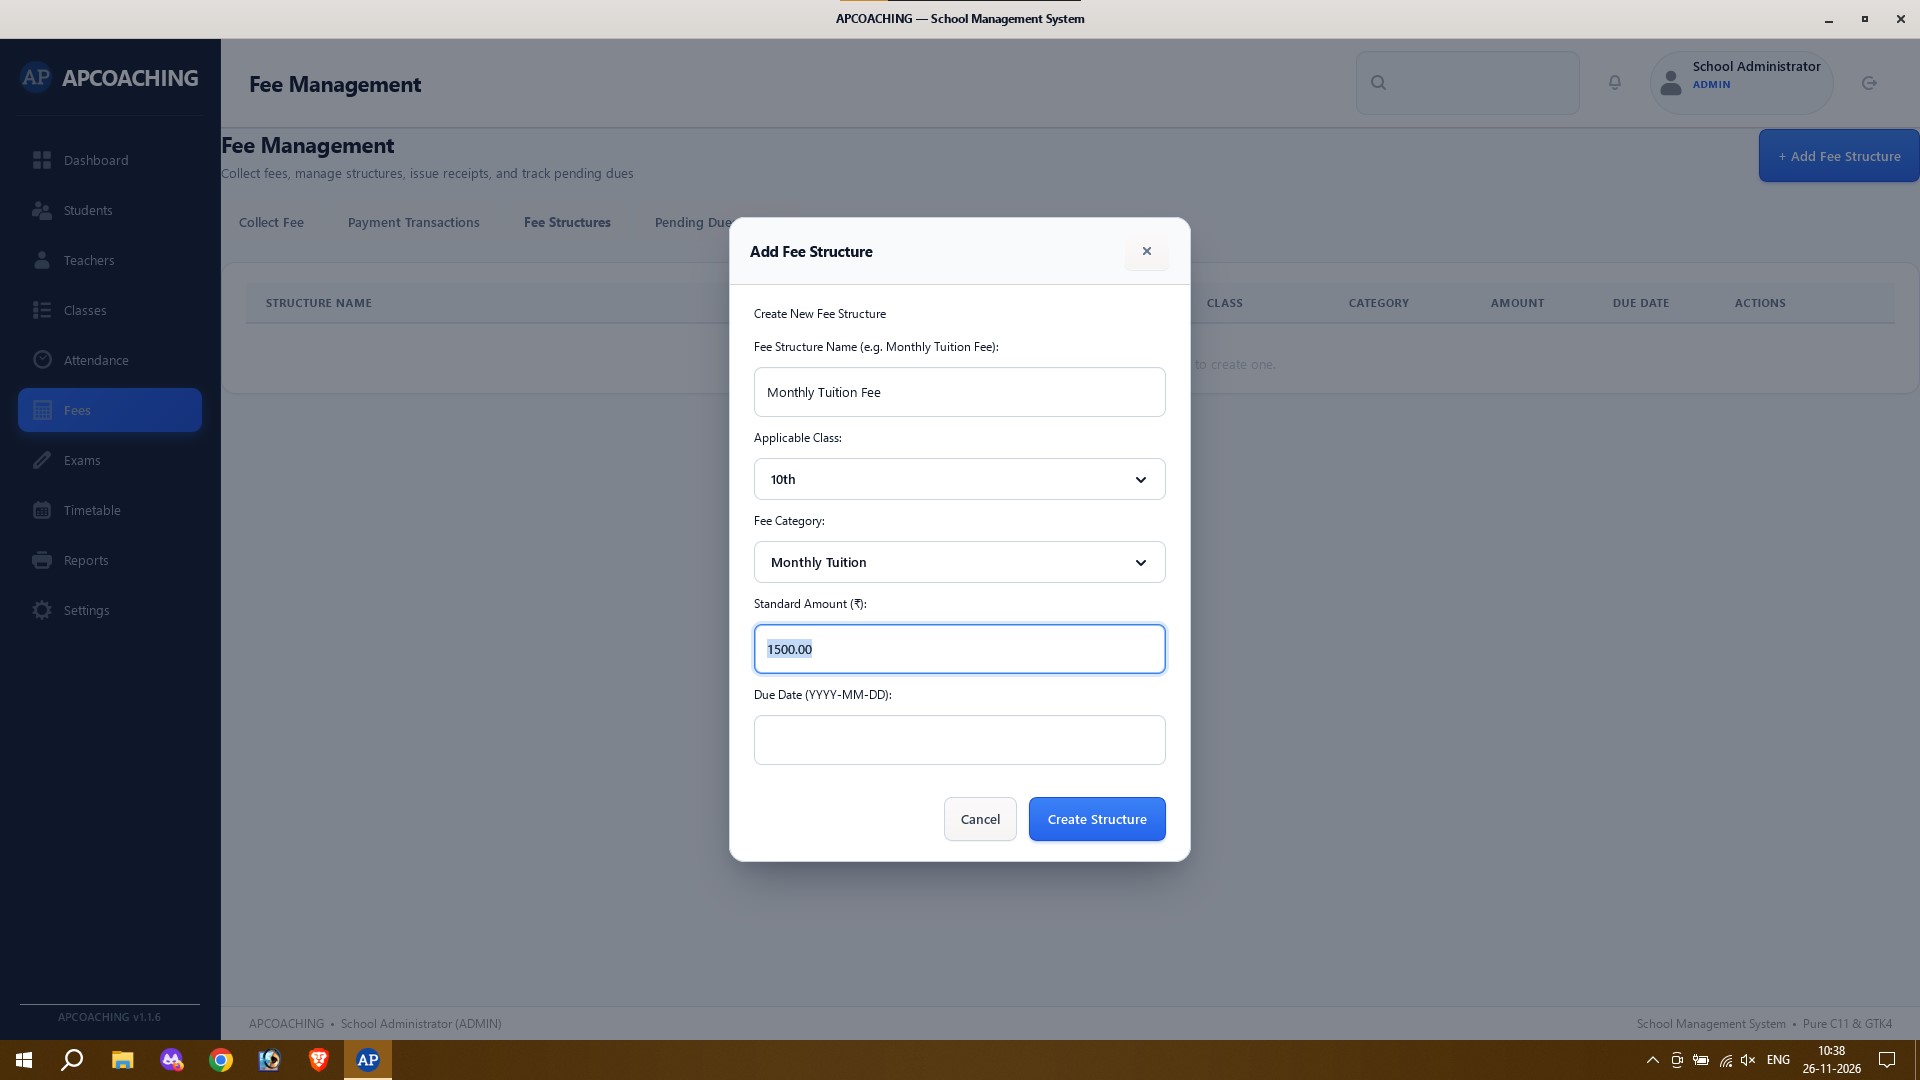 APCOACHING — School Management System
AP APCOACHING
Fee Management
School Administrator
ADMIN
Dashboard
Students
Teachers
Classes
Attendance
Fees
Exams
Timetable
Reports
Settings
APCOACHING v1.1.6
Fee Management
Collect fees, manage structures, issue receipts, and track pending dues
+ Add Fee Structure
Collect Fee Payment Transactions Fee Structures Pending Due
STRUCTURE NAME CLASS CATEGORY AMOUNT DUE DATE ACTIONS
to create one.
Add Fee Structure
Create New Fee Structure
Fee Structure Name (e.g. Monthly Tuition Fee):
Monthly Tuition Fee
Applicable Class:
10th
Fee Category:
Monthly Tuition
Standard Amount (₹):
1500.00
Due Date (YYYY-MM-DD):
Cancel Create Structure
APCOACHING • School Administrator (ADMIN)
School Management System • Pure C11 & GTK4
AP
ENG
10:38
26-11-2026